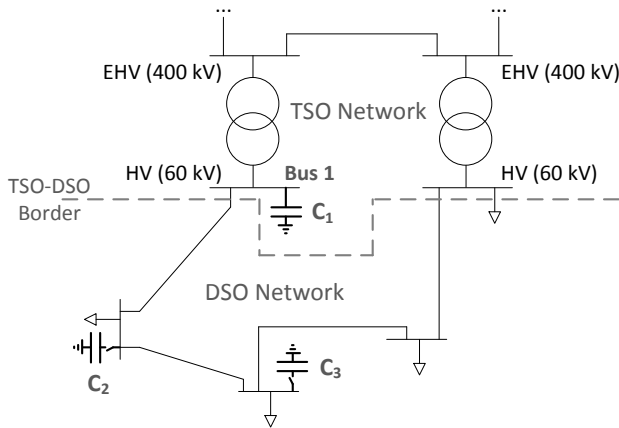 ... ...
EHV (400 kV) EHV (400 kV)
TSO Network
HV (60 kV) Bus 1 HV (60 kV)
TSO-DSO
Border
C₁
DSO Network
C₂ C₃